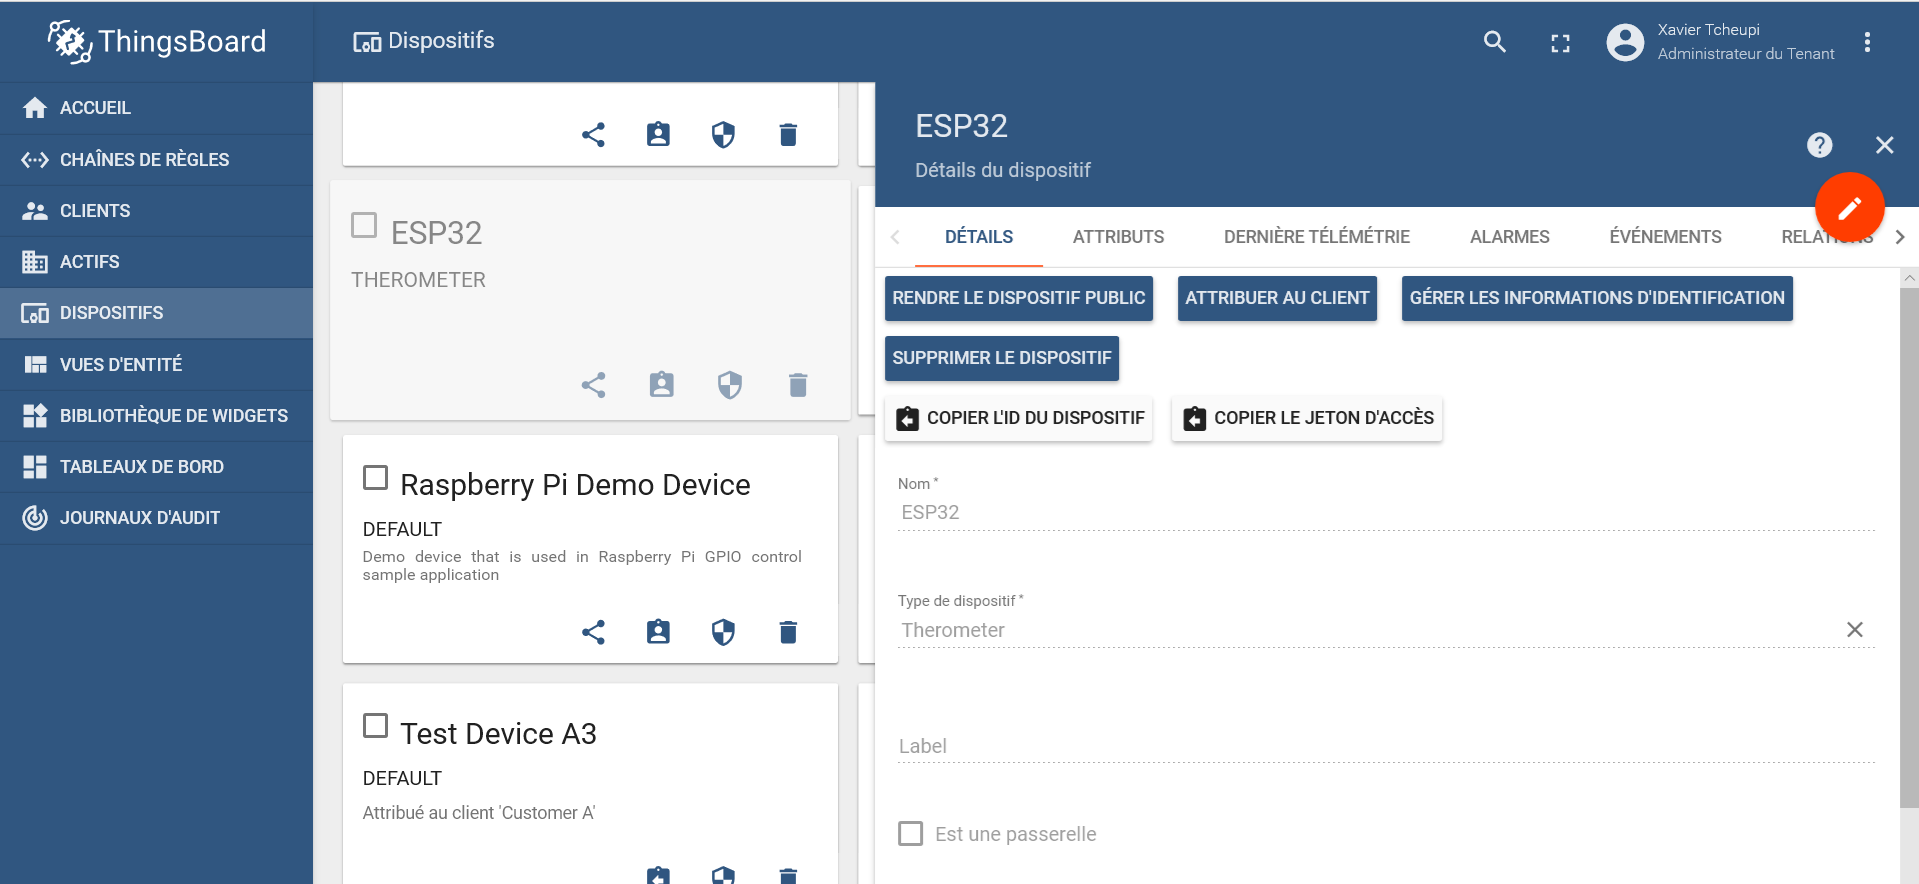 ThingsBoard
Dispositifs
Xavier Tcheupi
Administrateur du Tenant
ACCUEIL
CHAÎNES DE RÈGLES
CLIENTS
ACTIFS
DISPOSITIFS
VUES D'ENTITÉ
BIBLIOTHÈQUE DE WIDGETS
TABLEAUX DE BORD
JOURNAUX D'AUDIT
ESP32
THEROMETER
Raspberry Pi Demo Device
DEFAULT
Demo device that is used in Raspberry Pi GPIO control
sample application
Test Device A3
DEFAULT
Attribué au client 'Customer A'
ESP32
Détails du dispositif
DÉTAILS ATTRIBUTS DERNIÈRE TÉLÉMÉTRIE ALARMES ÉVÉNEMENTS RELATIONS
RENDRE LE DISPOSITIF PUBLIC ATTRIBUER AU CLIENT GÉRER LES INFORMATIONS D'IDENTIFICATION
SUPPRIMER LE DISPOSITIF
COPIER L'ID DU DISPOSITIF COPIER LE JETON D'ACCÈS
Nom *
ESP32
Type de dispositif *
Therometer
Label
Est une passerelle